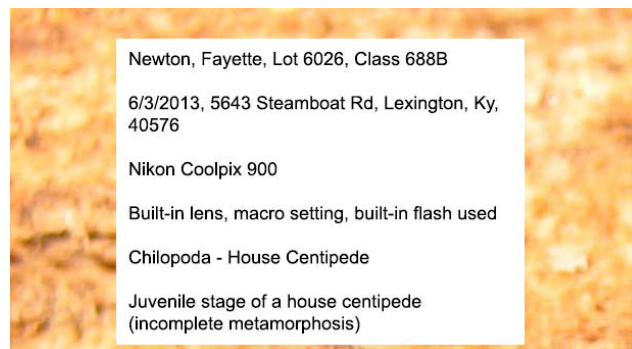 Newton, Fayette, Lot 6026, Class 688B
6/3/2013, 5643 Steamboat Rd, Lexington, Ky,
40576
Nikon Coolpix 900
Built-in lens, macro setting, built-in flash used
Chilopoda - House Centipede
Juvenile stage of a house centipede
(incomplete metamorphosis)